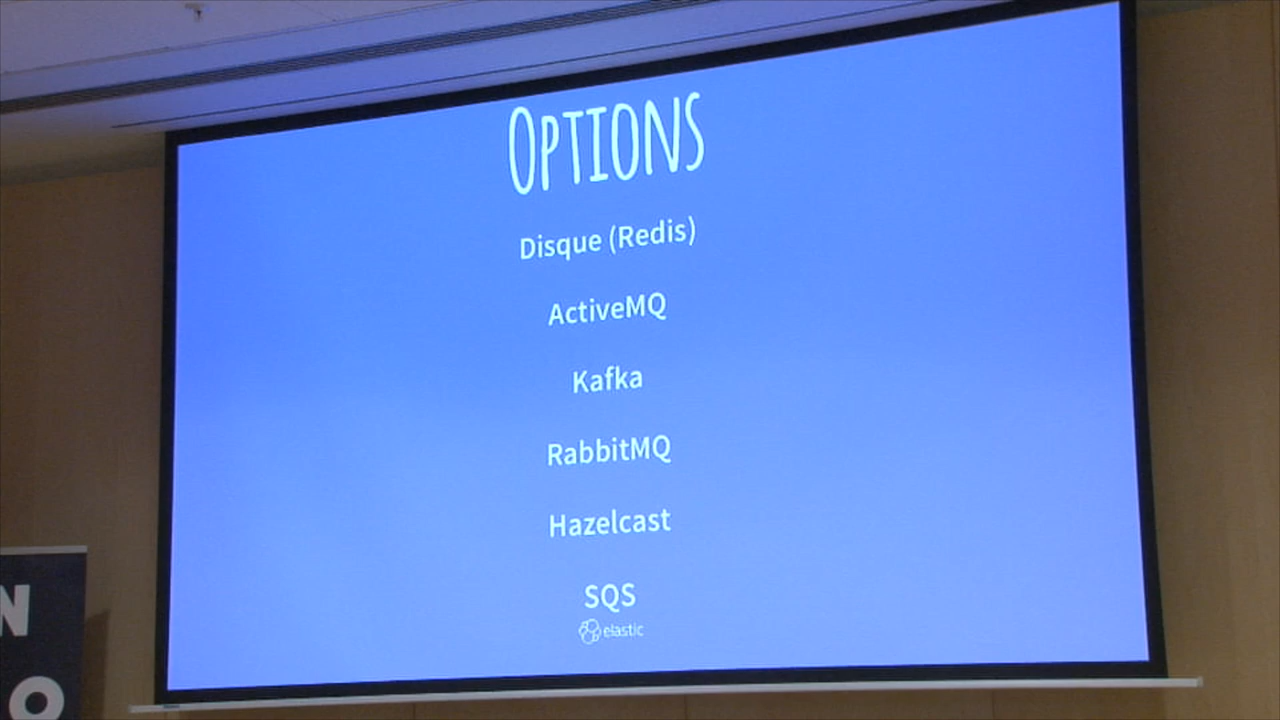 OPTIONS
Disque (Redis)
ActiveMQ
Kafka
RabbitMQ
Hazelcast
SQS
elastic
N
O